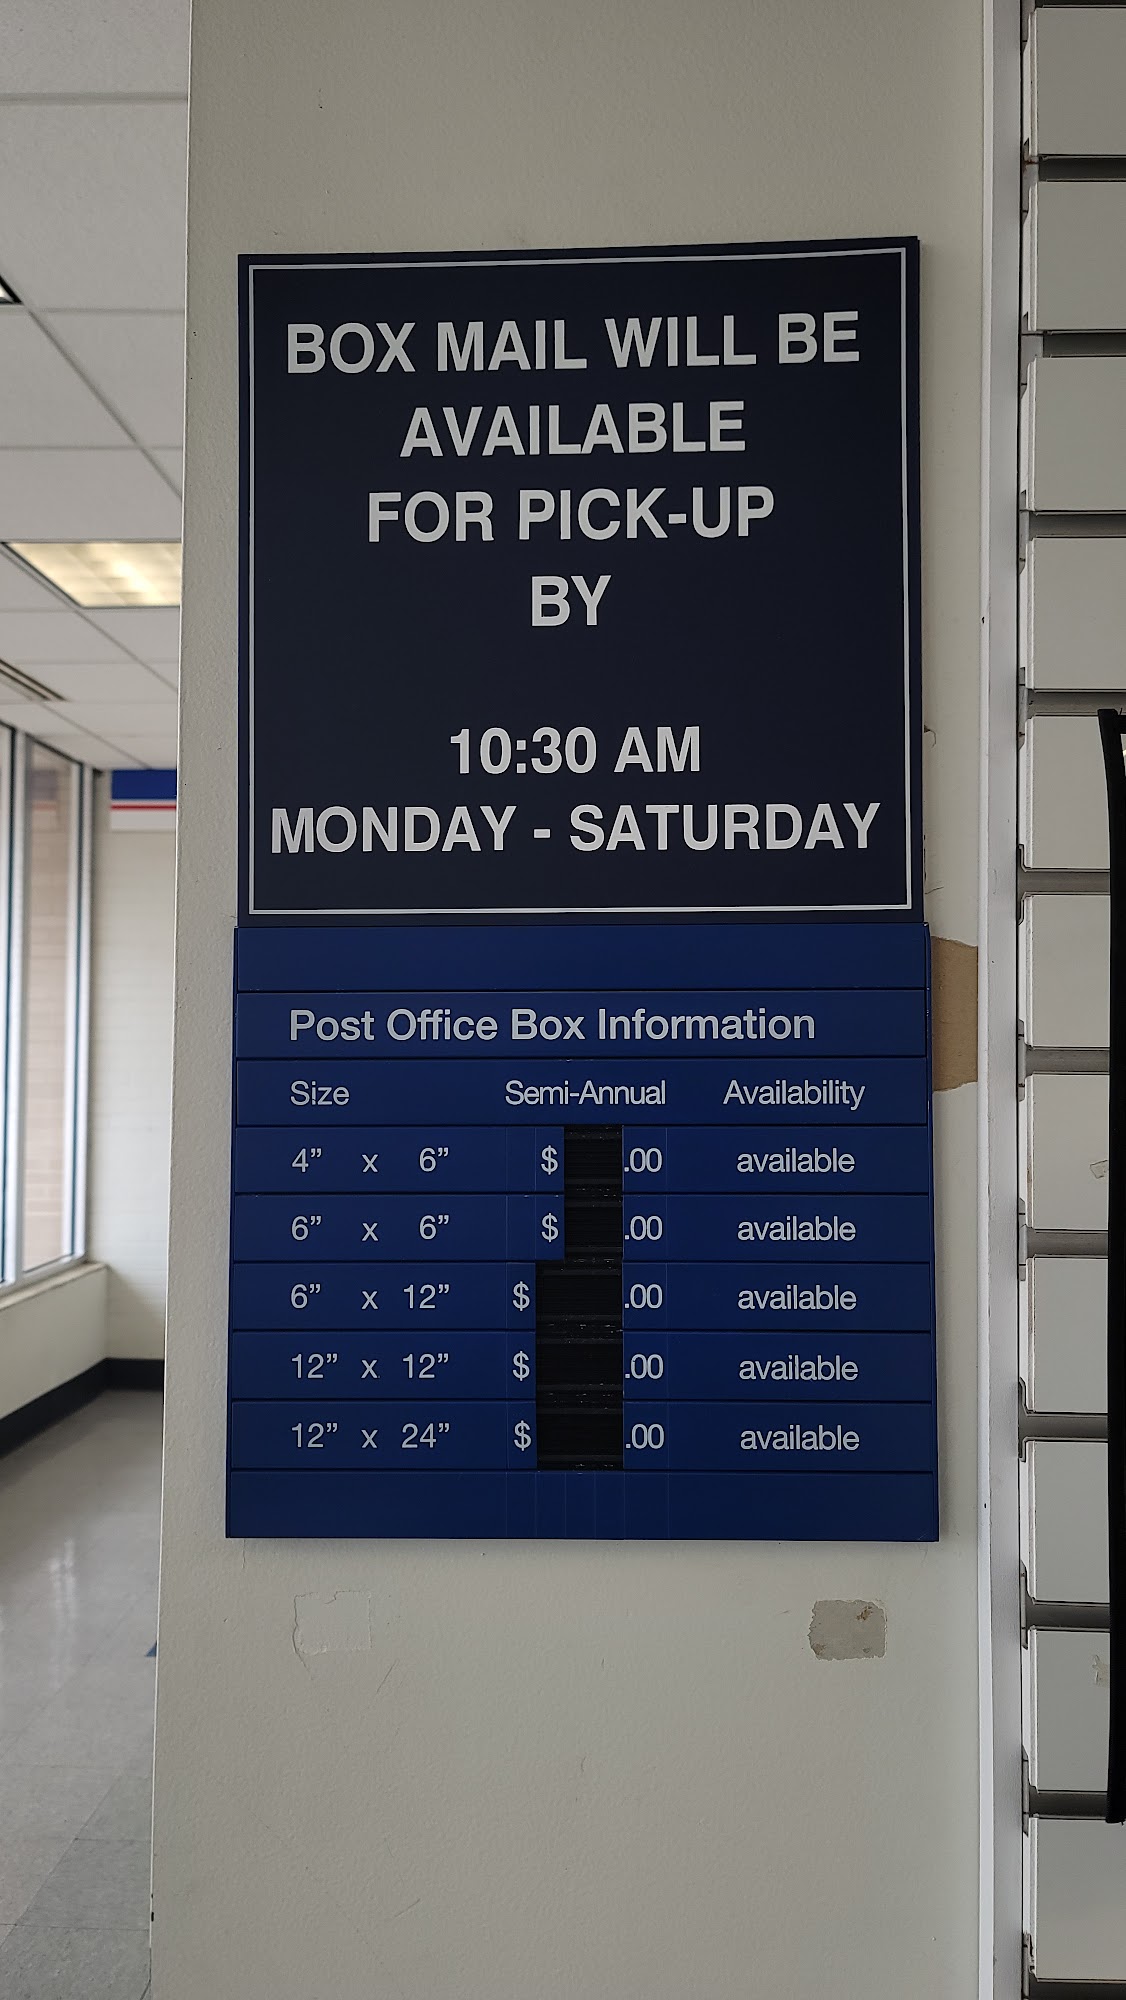 BOX MAIL WILL BE
AVAILABLE
FOR PICK-UP
BY
10:30 AM
MONDAY - SATURDAY
Post Office Box Information
Size Semi-Annual Availability
4” x 6” $ .00 available
6” x 6” $ .00 available
6” x 12” $ .00 available
12” x 12” $ .00 available
12” x 24” $ .00 available